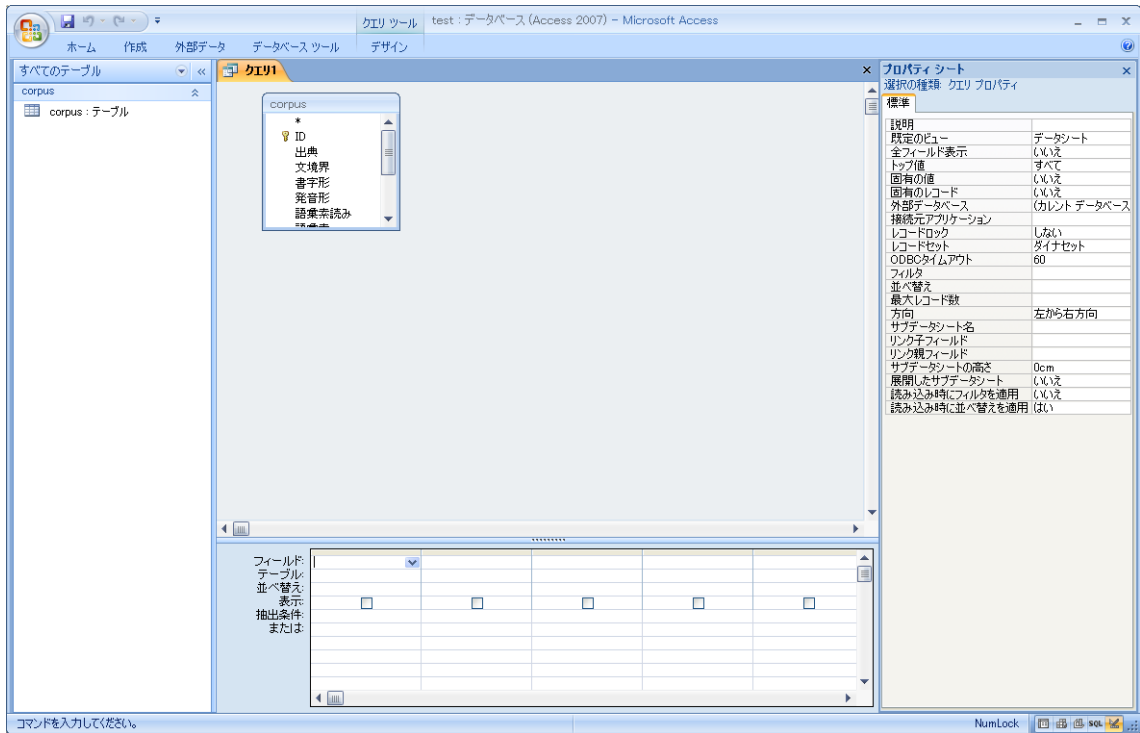 クエリ ツール
test : データベース (Access 2007) - Microsoft Access
ホーム 作成 外部データ データベース ツール デザイン
すべてのテーブル
corpus
corpus : テーブル
クエリ1
corpus
*
ID
出典
文境界
書字形
発音形
語彙素読み
語彙素
フィールド:
テーブル:
並べ替え:
表示:
抽出条件:
または:
プロパティ シート
選択の種類: クエリ プロパティ
標準
説明
既定のビュー データシート
全フィールド表示 いいえ
トップ値 すべて
固有の値 いいえ
固有のレコード いいえ
外部データベース (カレント データベース
接続元アプリケーション
レコードロック しない
レコードセット ダイナセット
ODBCタイムアウト 60
フィルタ
並べ替え
最大レコード数
方向 左から右方向
サブデータシート名
リンク子フィールド
リンク親フィールド
サブデータシートの高さ 0cm
展開したサブデータシート いいえ
読み込み時にフィルタを適用 いいえ
読み込み時に並べ替えを適用 はい
コマンドを入力してください。
NumLock
SQL